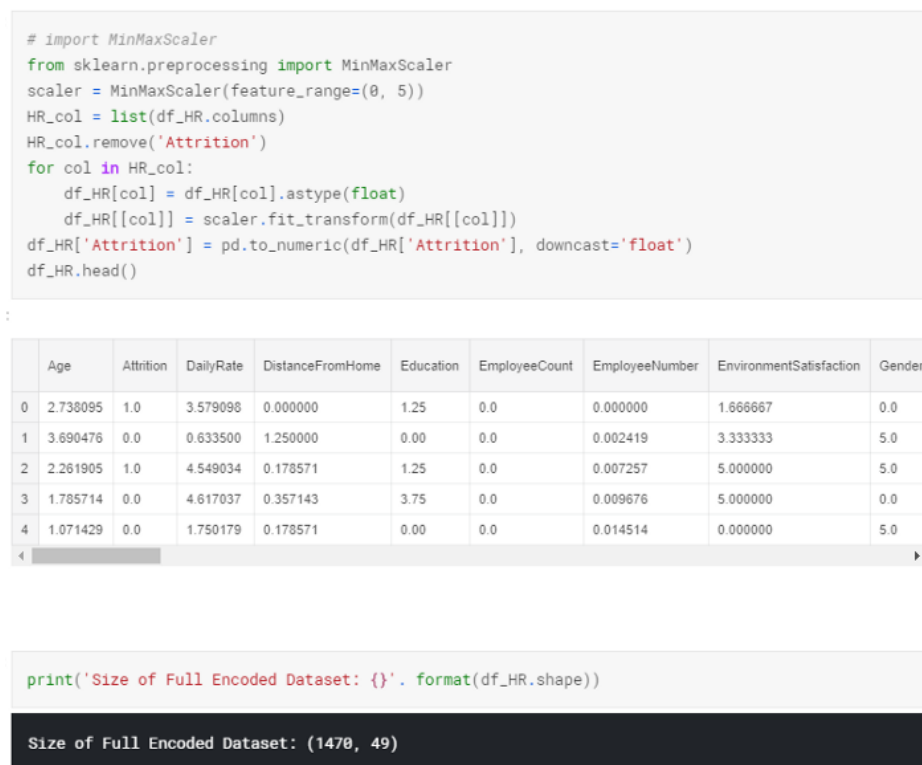 # import MinMaxScaler
from sklearn.preprocessing import MinMaxScaler
scaler = MinMaxScaler(feature_range=(0, 5))
HR_col = list(df_HR.columns)
HR_col.remove('Attrition')
for col in HR_col:
    df_HR[col] = df_HR[col].astype(float)
    df_HR[[col]] = scaler.fit_transform(df_HR[[col]])
df_HR['Attrition'] = pd.to_numeric(df_HR['Attrition'], downcast='float')
df_HR.head()
:
Age Attrition DailyRate DistanceFromHome Education EmployeeCount EmployeeNumber EnvironmentSatisfaction Gender
0 2.738095 1.0 3.579098 0.000000 1.25 0.0 0.000000 1.666667 0.0
1 3.690476 0.0 0.633500 1.250000 0.00 0.0 0.002419 3.333333 5.0
2 2.261905 1.0 4.549034 0.178571 1.25 0.0 0.007257 5.000000 5.0
3 1.785714 0.0 4.617037 0.357143 3.75 0.0 0.009676 5.000000 0.0
4 1.071429 0.0 1.750179 0.178571 0.00 0.0 0.014514 0.000000 5.0
print('Size of Full Encoded Dataset: {}'. format(df_HR.shape))
Size of Full Encoded Dataset: (1470, 49)